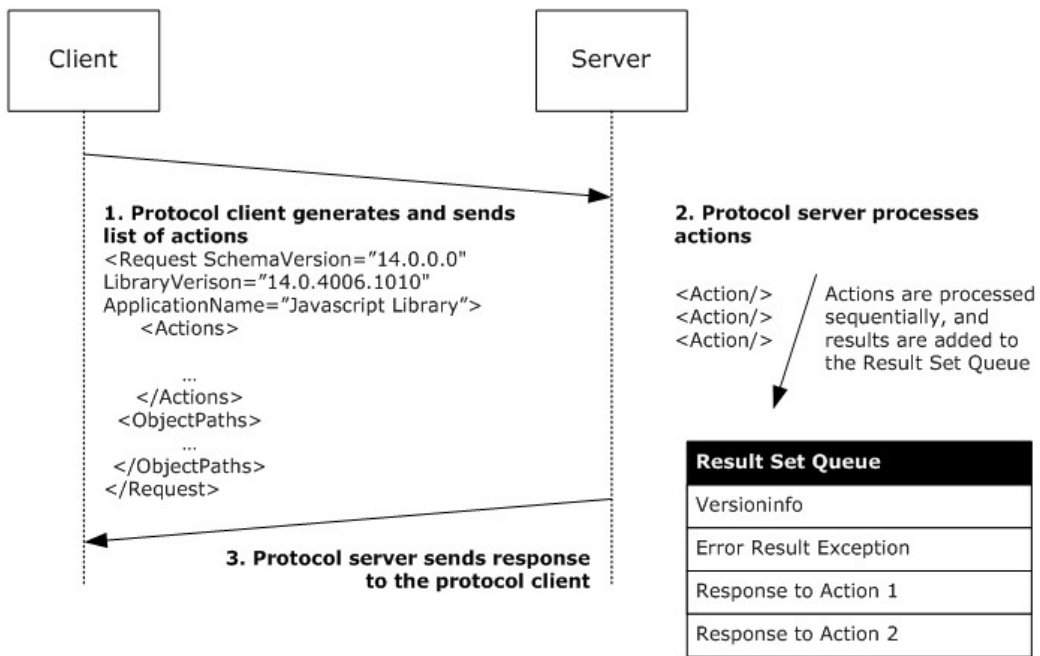 Client
Server
1. Protocol client generates and sends
list of actions
<Request SchemaVersion="14.0.0.0"
LibraryVerison="14.0.4006.1010"
ApplicationName="Javascript Library">
<Actions>
...
</Actions>
<ObjectPaths>
...
</ObjectPaths>
</Request>
2. Protocol server processes
actions
<Action/>
<Action/>
<Action/>
Actions are processed
sequentially, and
results are added to
the Result Set Queue
Result Set Queue
Versioninfo
Error Result Exception
Response to Action 1
Response to Action 2
3. Protocol server sends response
to the protocol client